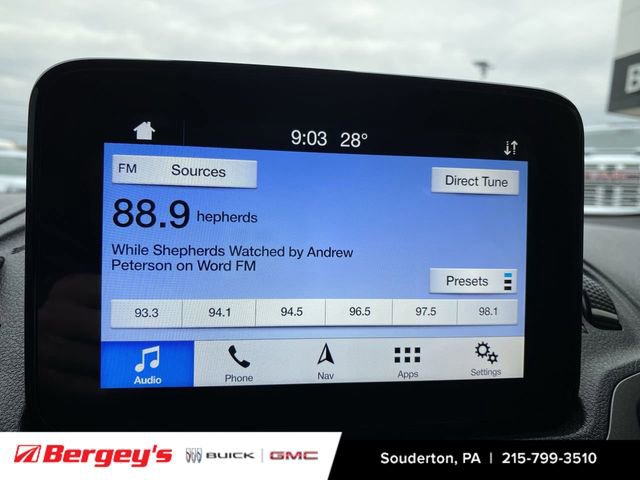 9:03 28°
FM Sources
Direct Tune
88.9 hepherds
While Shepherds Watched by Andrew
Peterson on Word FM
Presets
93.3 94.1 94.5 96.5 97.5 98.1
Audio Phone Nav Apps Settings
Bergey's BUICK GMC Souderton, PA | 215-799-3510